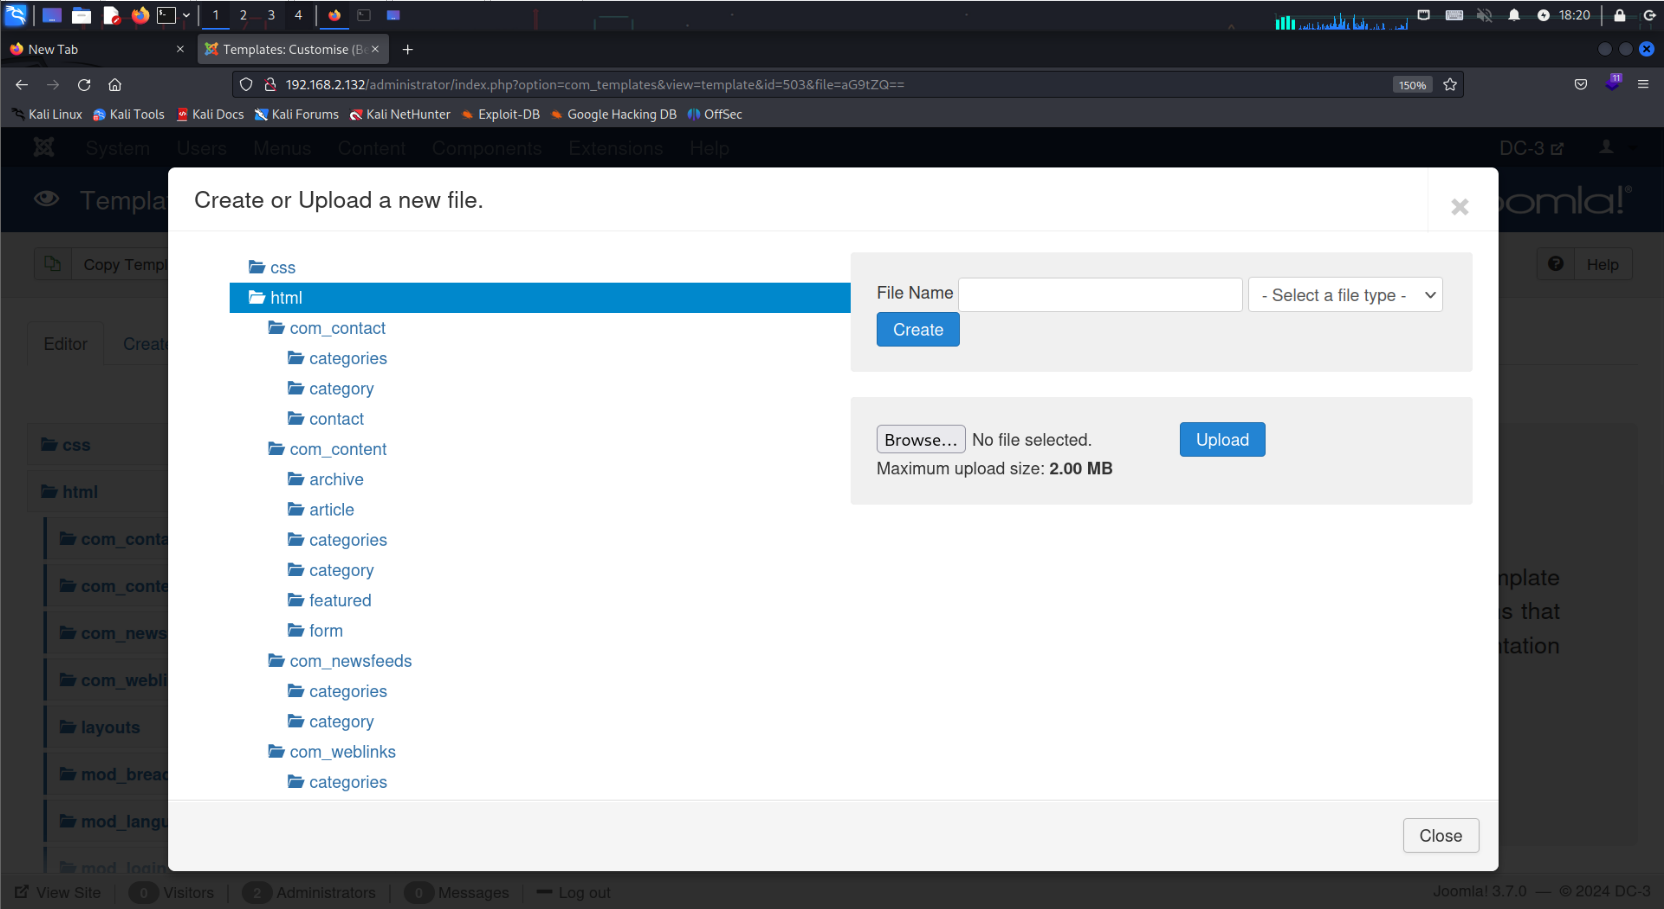 1 2 3 4 18:20
New Tab Templates: Customise (Be
192.168.2.132/administrator/index.php?option=com_templates&view=template&id=503&file=aG9tZQ== 150% 11
Kali Linux Kali Tools Kali Docs Kali Forums Kali NetHunter Exploit-DB Google Hacking DB OffSec
System Users Menus Content Components Extensions Help DC-3
Templa oomla!®
Create or Upload a new file.
Copy Templ Help
Editor Create
css
html
com_conta
com_conte
com_news
com_webli
layouts
mod_bread
mod_langu
mod_login
css
html
com_contact
categories
category
contact
com_content
archive
article
categories
category
featured
form
com_newsfeeds
categories
category
com_weblinks
categories
File Name - Select a file type -
Create
Browse... No file selected. Upload
Maximum upload size: 2.00 MB
mplate
s that
ntation
Close
View Site 0 Visitors 2 Administrators 0 Messages Log out Joomla! 3.7.0 — © 2024 DC-3